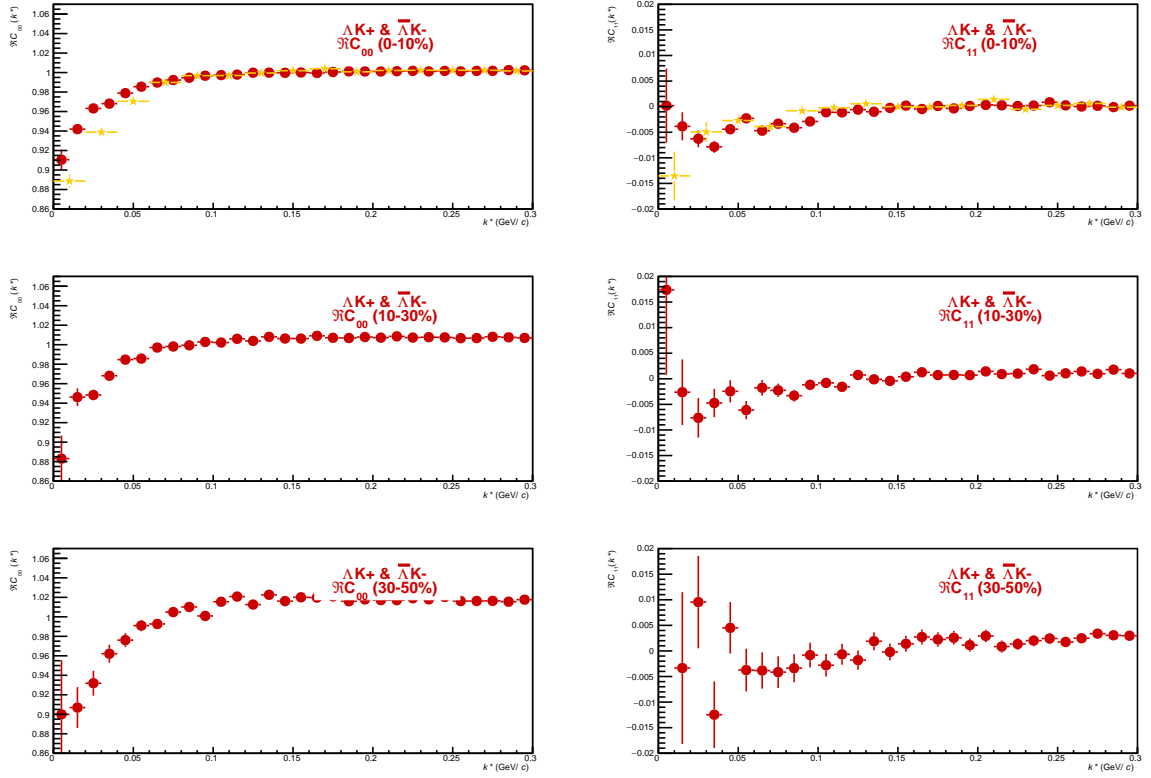 ΛK+ & Λ̅K-
ℜC₀₀ (0-10%)
ℜC₀₀ (k*)
1.06
1.04
1.02
1
0.98
0.96
0.94
0.92
0.9
0.88
0.86
0 0.05 0.1 0.15 0.2 0.25 0.3
k* (GeV/c)
ΛK+ & Λ̅K-
ℜC₁₁ (0-10%)
ℜC₁₁ (k*)
0.02
0.015
0.01
0.005
0
−0.005
−0.01
−0.015
−0.02
0 0.05 0.1 0.15 0.2 0.25 0.3
k* (GeV/c)
ΛK+ & Λ̅K-
ℜC₀₀ (10-30%)
ℜC₀₀ (k*)
1.06
1.04
1.02
1
0.98
0.96
0.94
0.92
0.9
0.88
0.86
0 0.05 0.1 0.15 0.2 0.25 0.3
k* (GeV/c)
ΛK+ & Λ̅K-
ℜC₁₁ (10-30%)
ℜC₁₁ (k*)
0.02
0.015
0.01
0.005
0
−0.005
−0.01
−0.015
−0.02
0 0.05 0.1 0.15 0.2 0.25 0.3
k* (GeV/c)
ΛK+ & Λ̅K-
ℜC₀₀ (30-50%)
ℜC₀₀ (k*)
1.06
1.04
1.02
1
0.98
0.96
0.94
0.92
0.9
0.88
0.86
0 0.05 0.1 0.15 0.2 0.25 0.3
k* (GeV/c)
ΛK+ & Λ̅K-
ℜC₁₁ (30-50%)
ℜC₁₁ (k*)
0.02
0.015
0.01
0.005
0
−0.005
−0.01
−0.015
−0.02
0 0.05 0.1 0.15 0.2 0.25 0.3
k* (GeV/c)